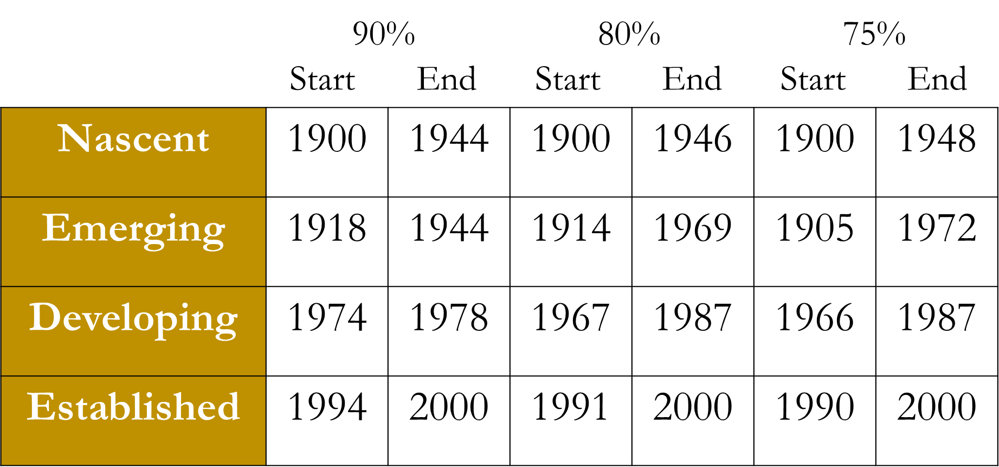 90% 80% 75%
Start End Start End Start End
Nascent 1900 1944 1900 1946 1900 1948
Emerging 1918 1944 1914 1969 1905 1972
Developing 1974 1978 1967 1987 1966 1987
Established 1994 2000 1991 2000 1990 2000